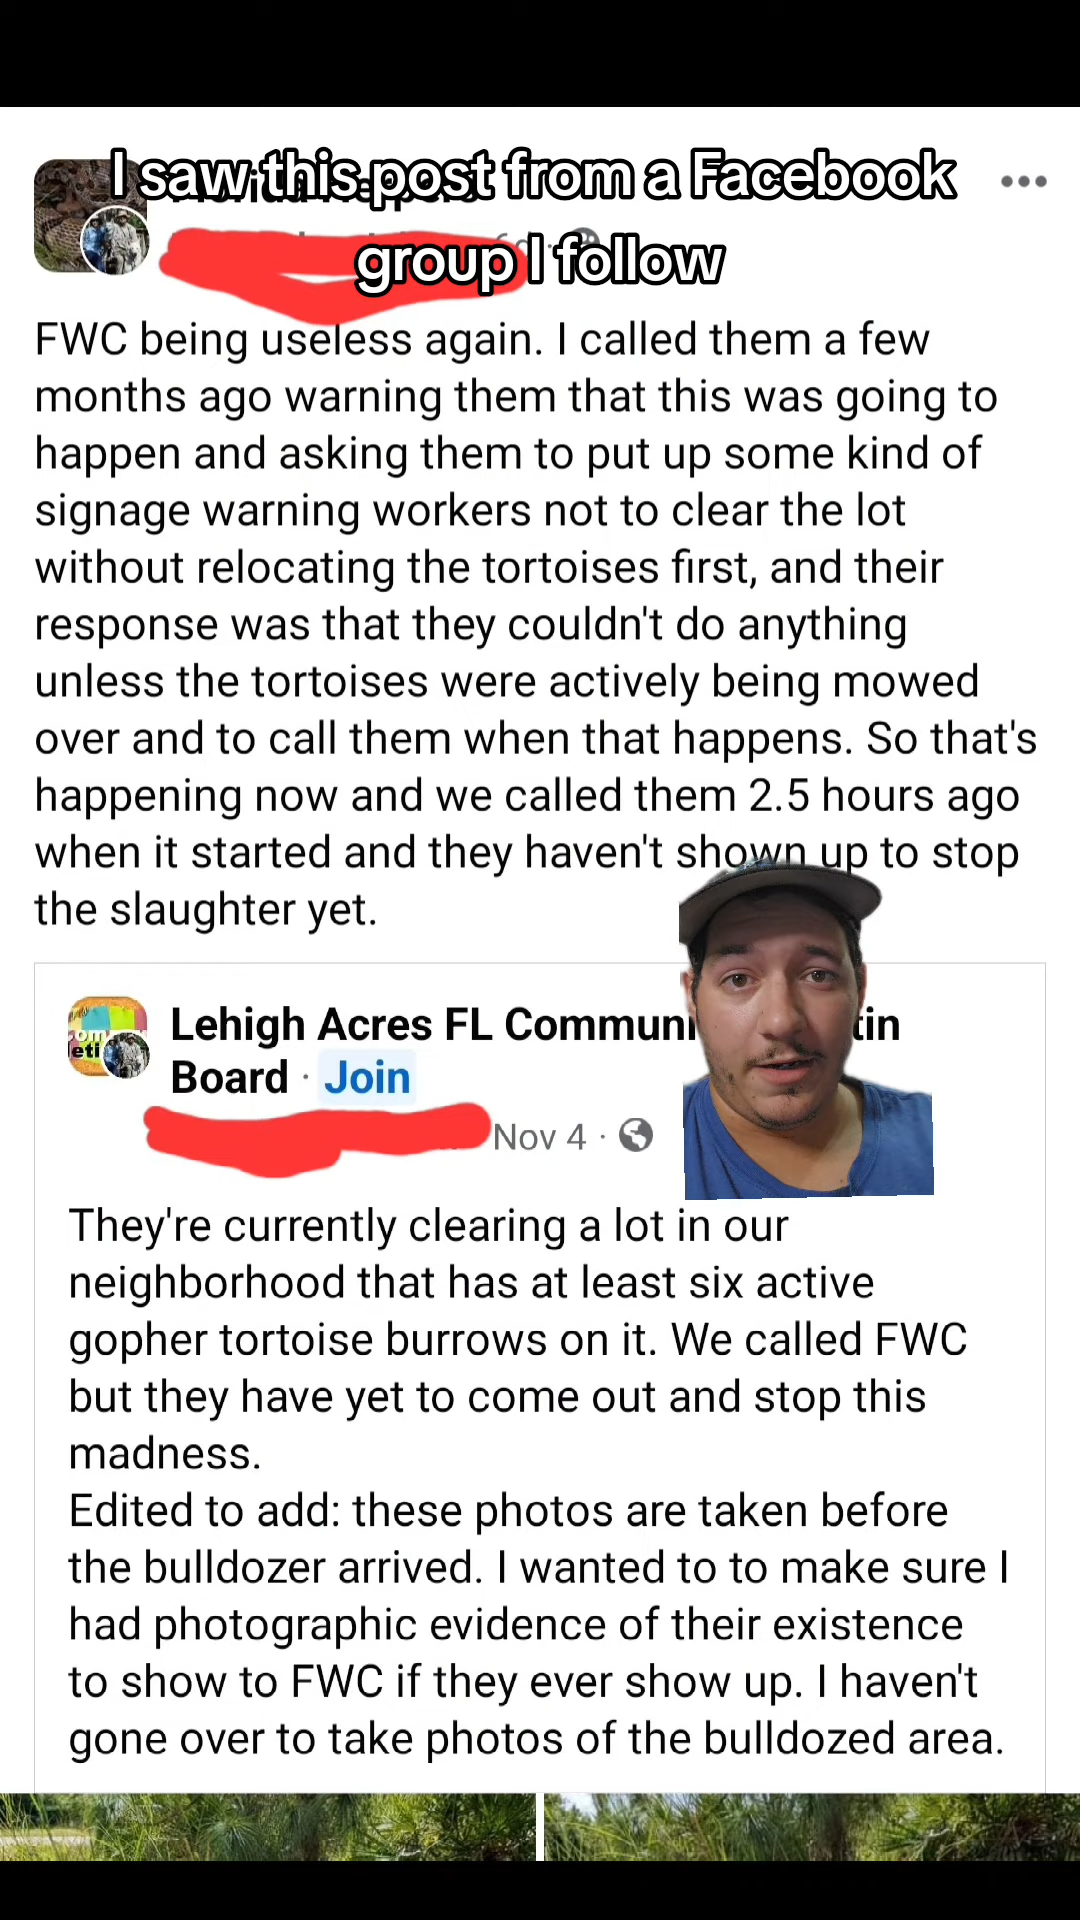 I saw this post from a Facebook
group I follow
FWC being useless again. I called them a few
months ago warning them that this was going to
happen and asking them to put up some kind of
signage warning workers not to clear the lot
without relocating the tortoises first, and their
response was that they couldn't do anything
unless the tortoises were actively being mowed
over and to call them when that happens. So that's
happening now and we called them 2.5 hours ago
when it started and they haven't shown up to stop
the slaughter yet.
Lehigh Acres FL Communi tin
Board · Join
Nov 4 ·
They're currently clearing a lot in our
neighborhood that has at least six active
gopher tortoise burrows on it. We called FWC
but they have yet to come out and stop this
madness.
Edited to add: these photos are taken before
the bulldozer arrived. I wanted to to make sure I
had photographic evidence of their existence
to show to FWC if they ever show up. I haven't
gone over to take photos of the bulldozed area.